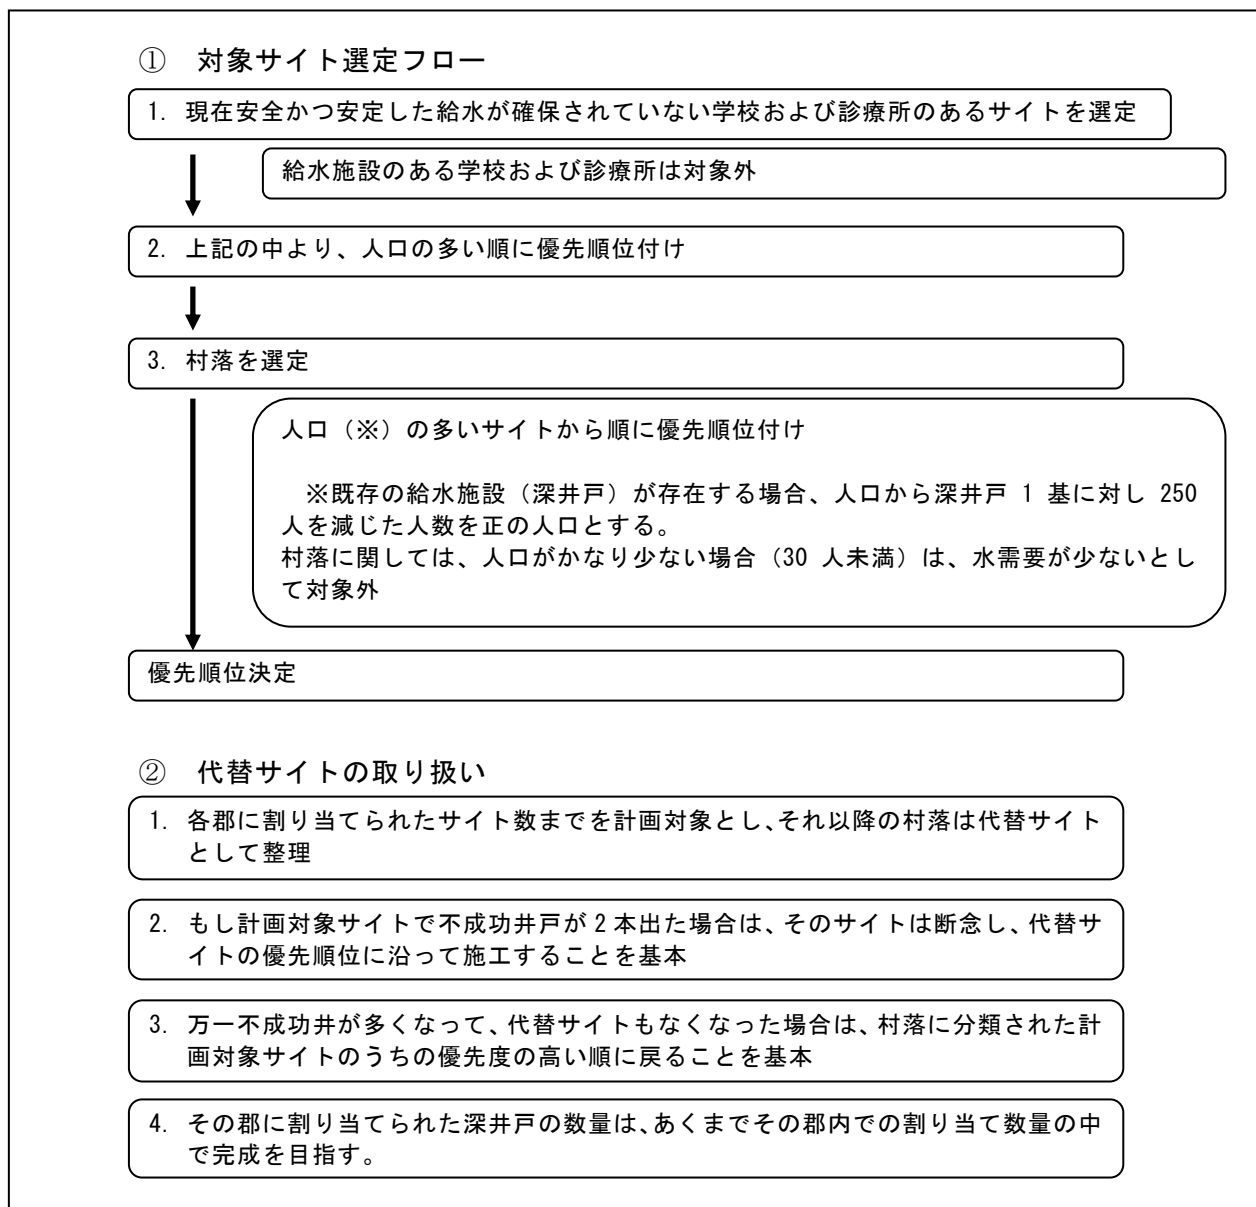 ① 対象サイト選定フロー
1. 現在安全かつ安定した給水が確保されていない学校および診療所のあるサイトを選定
給水施設のある学校および診療所は対象外
2. 上記の中より、人口の多い順に優先順位付け
3. 村落を選定
人口（※）の多いサイトから順に優先順位付け
※既存の給水施設（深井戸）が存在する場合、人口から深井戸 1 基に対し 250
人を減じた人数を正の人口とする。
村落に関しては、人口がかなり少ない場合（30 人未満）は、水需要が少ないとし
て対象外
優先順位決定
② 代替サイトの取り扱い
1. 各郡に割り当てられたサイト数までを計画対象とし、それ以降の村落は代替サイト
として整理
2. もし計画対象サイトで不成功井戸が 2 本出た場合は、そのサイトは断念し、代替サ
イトの優先順位に沿って施工することを基本
3. 万一不成功井が多くなって、代替サイトもなくなった場合は、村落に分類された計
画対象サイトのうちの優先度の高い順に戻ることを基本
4. その郡に割り当てられた深井戸の数量は、あくまでその郡内での割り当て数量の中
で完成を目指す。